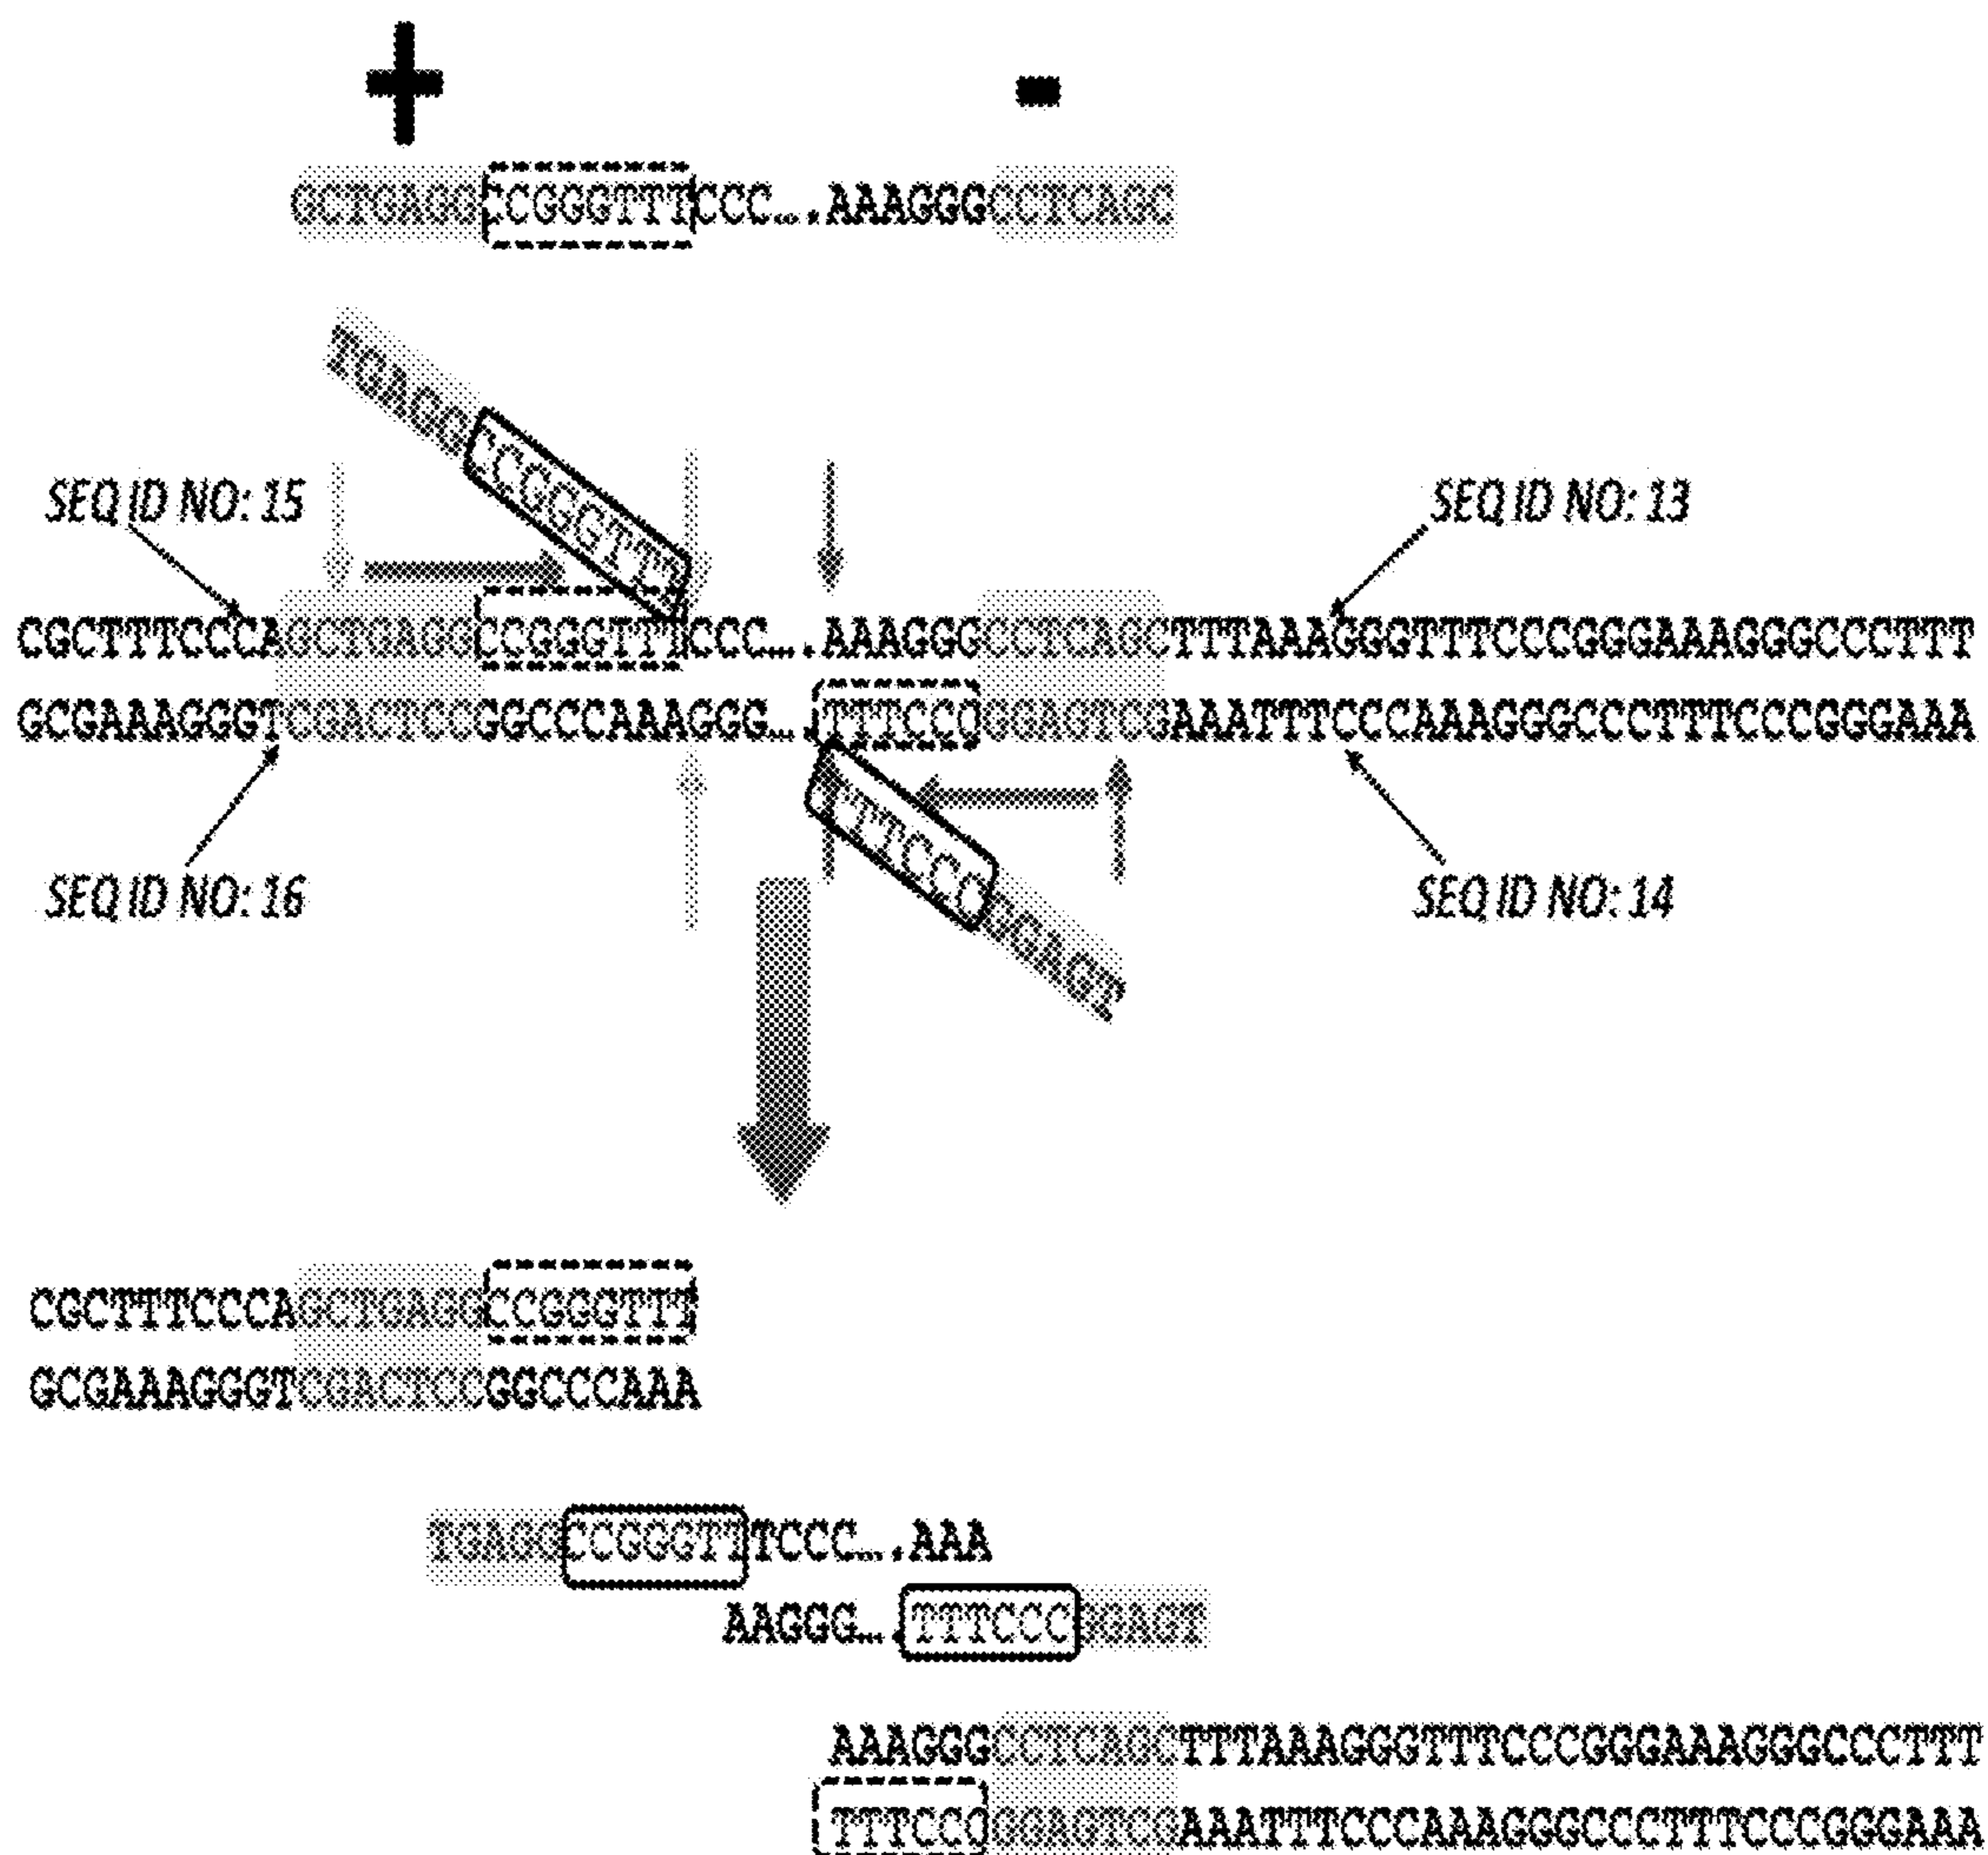 + -
GCTGAGGCCGGGTTTCCC....AAAGGGCCTCAGC
TGAGGCCGGGTTT
SEQ ID NO: 15
SEQ ID NO: 13
CGCTTTCCCAGCTGAGGCCGGGTTTCCC....AAAGGGCCTCAGCTTTAAAGGGTTTCCCGGGAAAGGGCCCTTT
GCGAAAGGGTCGACTCCGGCCCAAAGGG....TTTCCCGGAGTCGAAATTTCCCAAAGGGCCCTTTCCCGGGAAA
TTTCCCGGAGT
SEQ ID NO: 16
SEQ ID NO: 14
CGCTTTCCCAGCTGAGGCCGGGTTT
GCGAAAGGGTCGACTCCGGCCCAAA
TGAGGCCGGGTTTCCC....AAA
AAGGG....TTTCCCGGAGT
AAAGGGCCTCAGCTTTAAAGGGTTTCCCGGGAAAGGGCCCTTT
TTTCCCGGAGTCGAAATTTCCCAAAGGGCCCTTTCCCGGGAAA